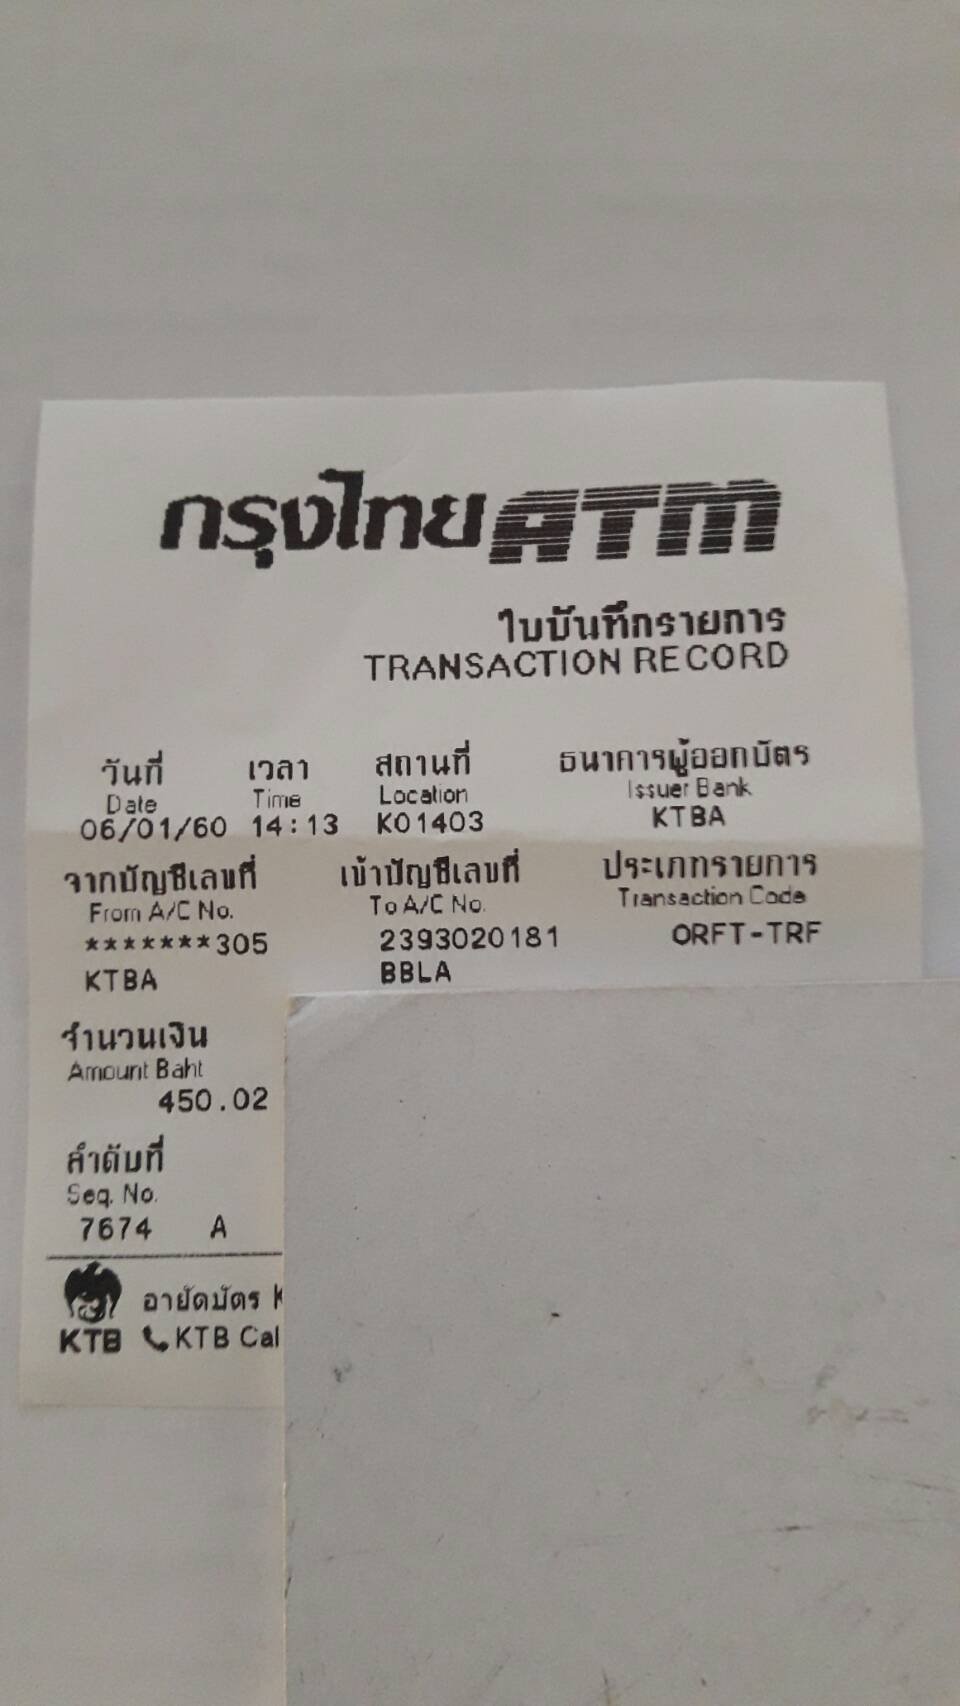 กรุงไทย ATM
ใบบันทึกรายการ
TRANSACTION RECORD
วันที่ เวลา สถานที่ ธนาคารผู้ออกบัตร
Date Time Location Issuer Bank
06/01/60 14:13 K01403 KTBA
จากบัญชีเลขที่ เข้าบัญชีเลขที่ ประเภทรายการ
From A/C No. To A/C No. Transaction Code
*******305 2393020181 ORFT-TRF
KTBA BBLA
จำนวนเงิน
Amount Baht
450.02
ลำดับที่
Seq. No.
7674 A
อายัดบัตร K
KTB KTB Cal